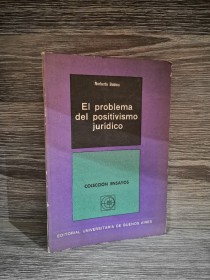 Norberto Bobbio
El problema
del positivismo
jurídico
COLECCION ENSAYOS
EDITORIAL UNIVERSITARIA DE BUENOS AIRES